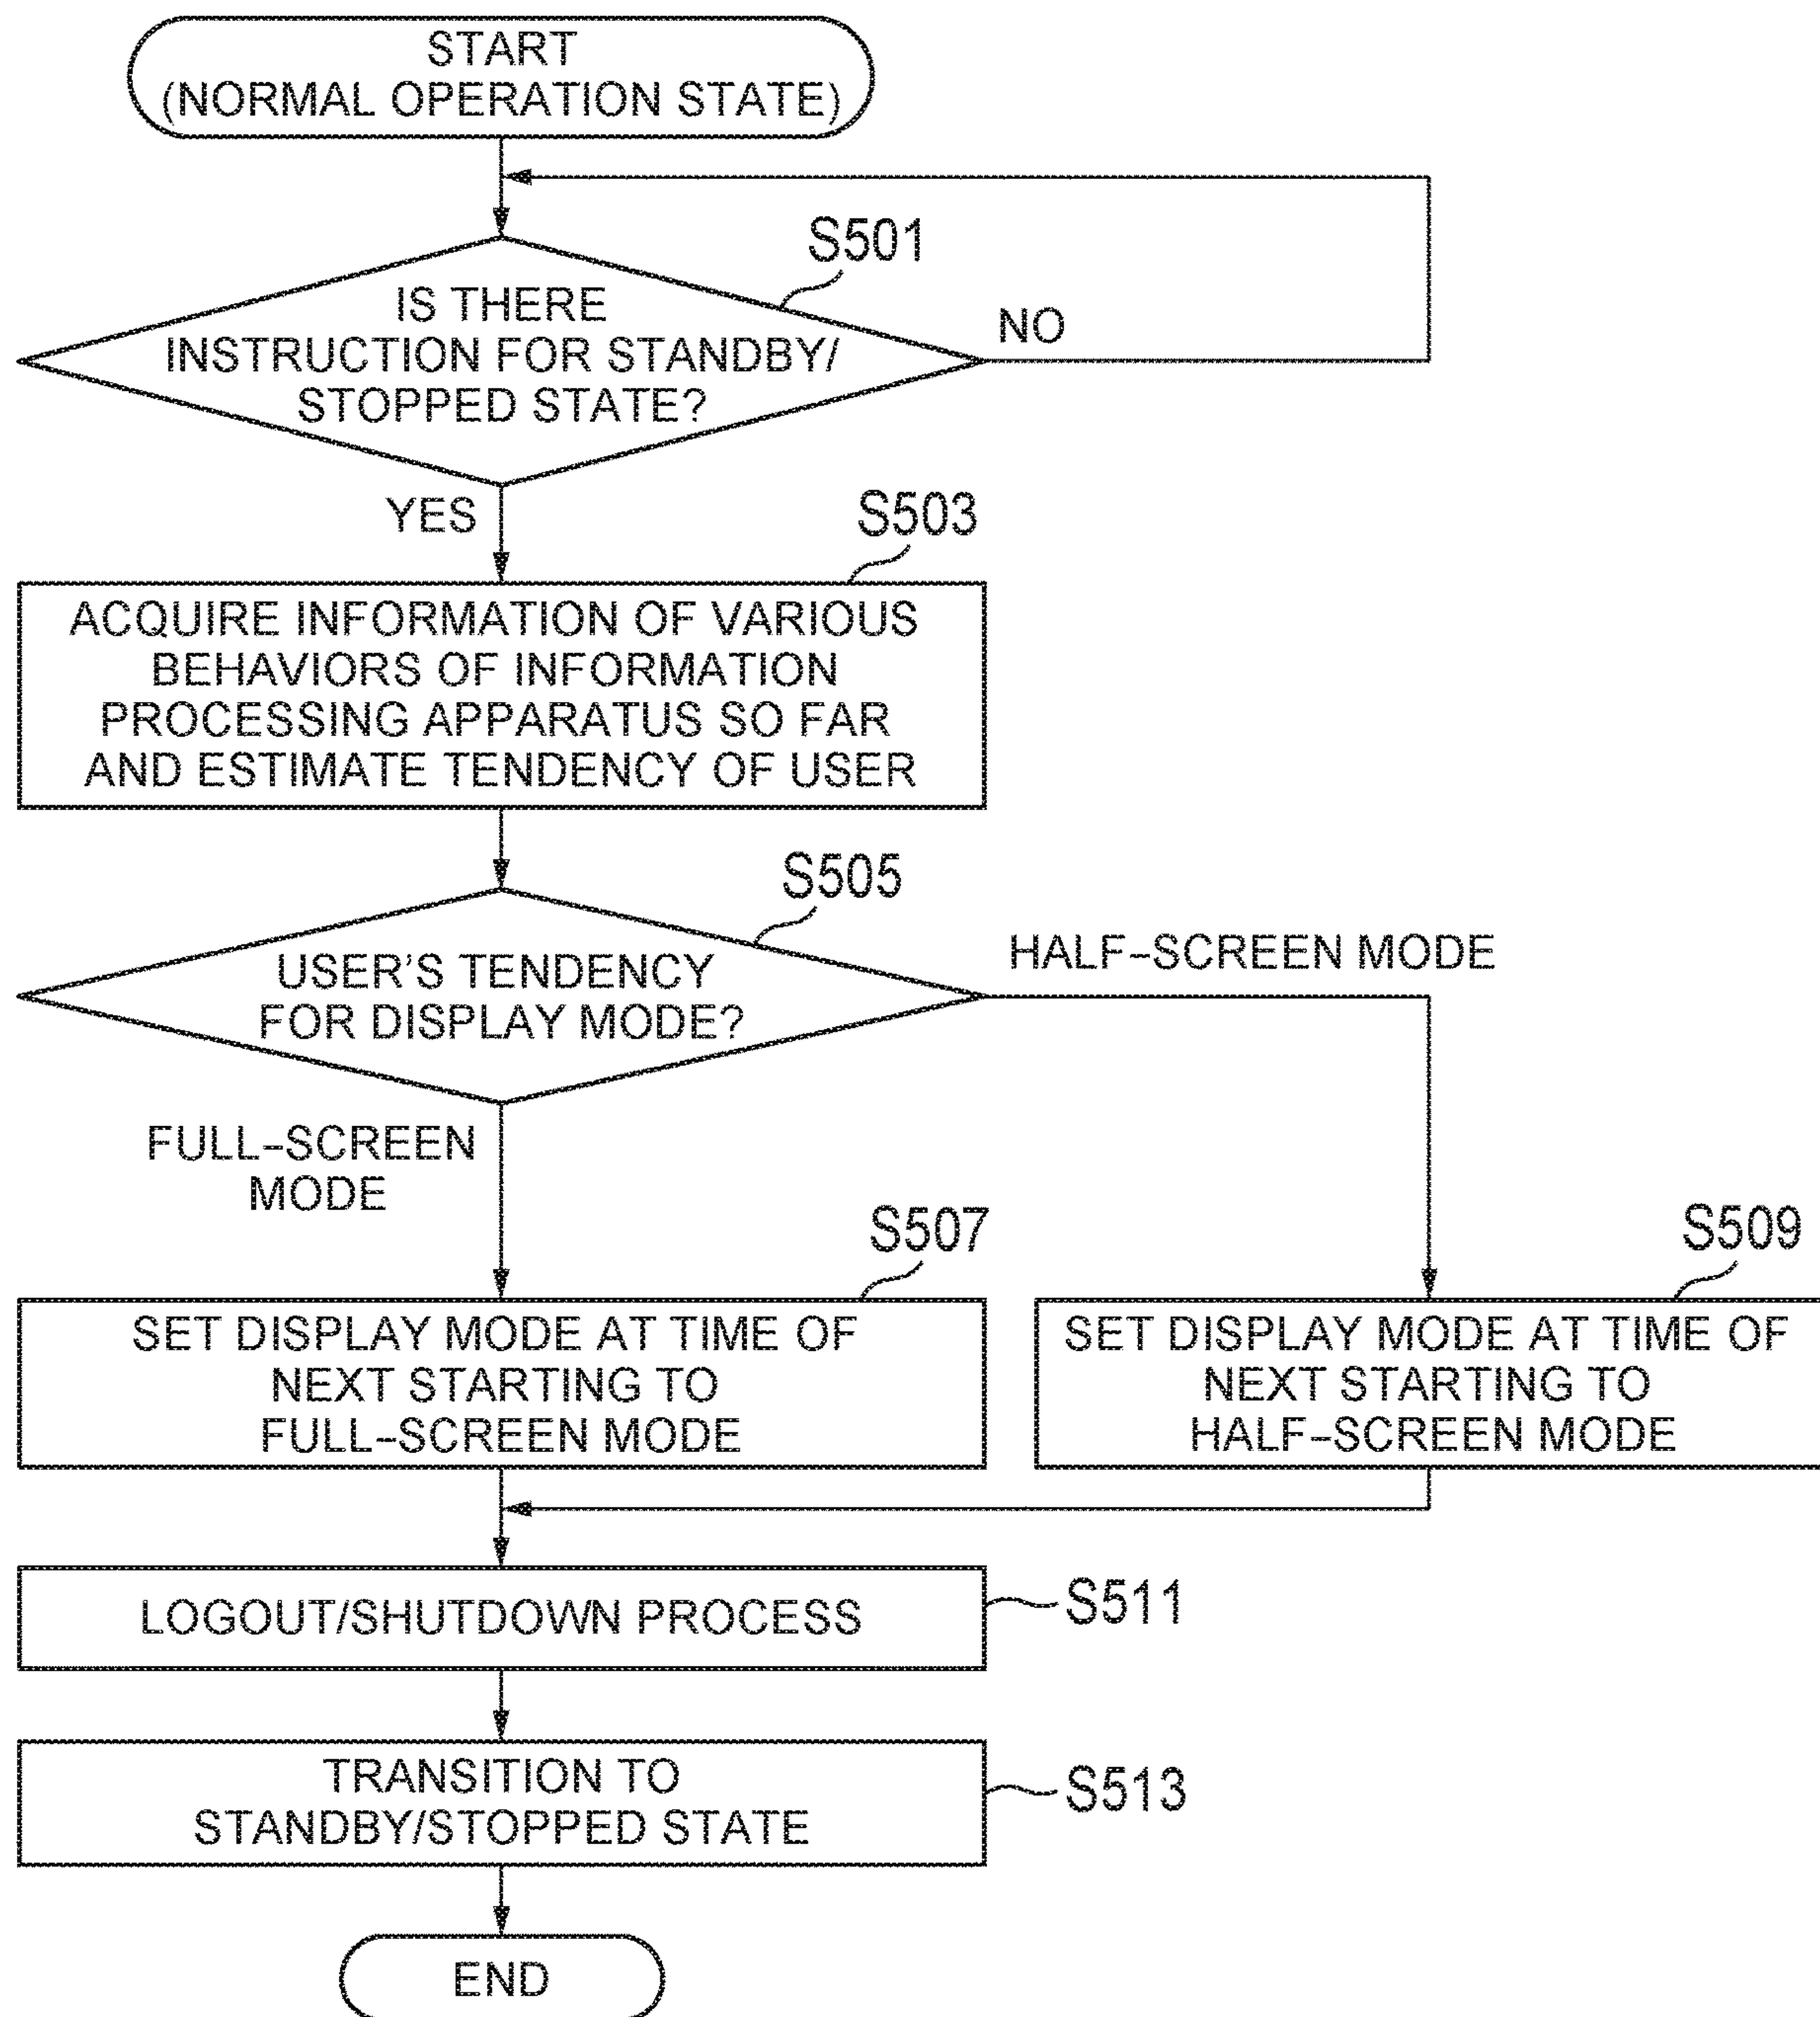 START
(NORMAL OPERATION STATE)
S501
IS THERE
INSTRUCTION FOR STANDBY/
STOPPED STATE?
NO
YES
S503
ACQUIRE INFORMATION OF VARIOUS
BEHAVIORS OF INFORMATION
PROCESSING APPARATUS SO FAR
AND ESTIMATE TENDENCY OF USER
S505
USER'S TENDENCY
FOR DISPLAY MODE?
HALF-SCREEN MODE
FULL-SCREEN
MODE
S507
SET DISPLAY MODE AT TIME OF
NEXT STARTING TO
FULL-SCREEN MODE
S509
SET DISPLAY MODE AT TIME OF
NEXT STARTING TO
HALF-SCREEN MODE
LOGOUT/SHUTDOWN PROCESS
S511
TRANSITION TO
STANDBY/STOPPED STATE
S513
END